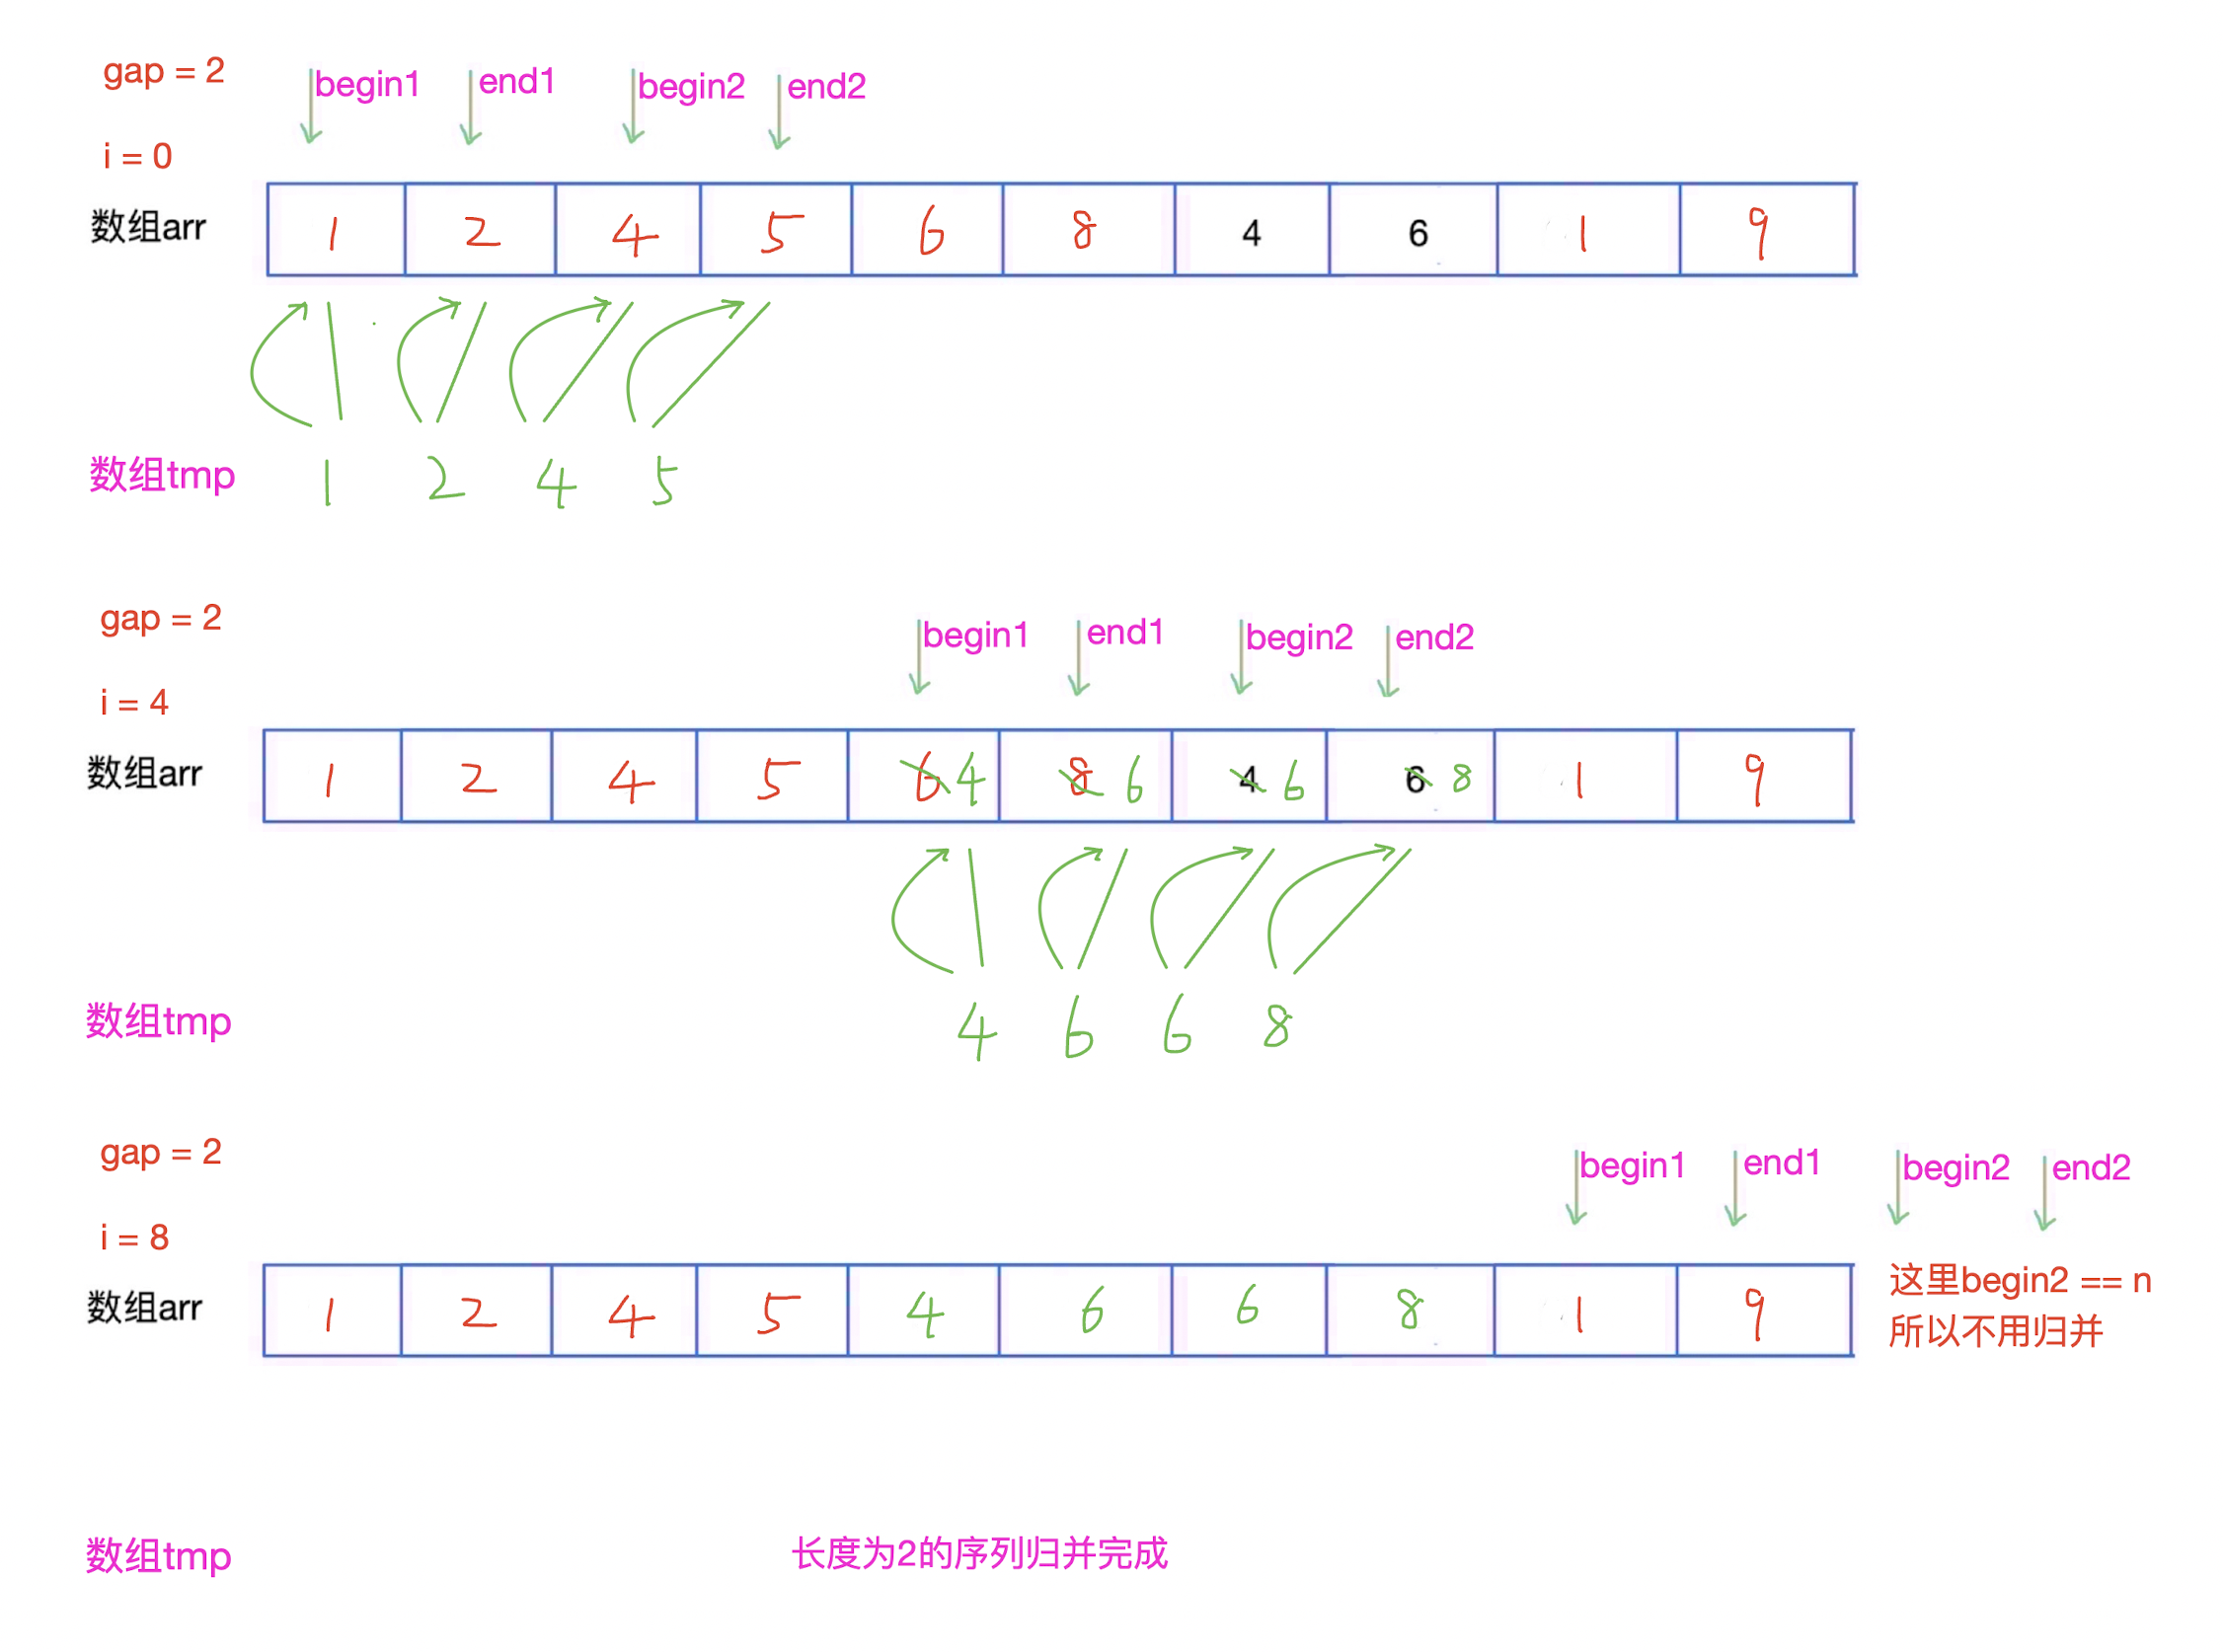 gap = 2
begin1 end1 begin2 end2
i = 0
数组arr 1 2 4 5 6 8 4 6 1 9
数组tmp 1 2 4 5
gap = 2
begin1 end1 begin2 end2
i = 4
数组arr 1 2 4 5 6 4 8 6 4 6 6 8 1 9
数组tmp 4 6 6 8
gap = 2
begin1 end1 begin2 end2
i = 8
数组arr 1 2 4 5 4 6 6 8 1 9
这里begin2 == n
所以不用归并
数组tmp
长度为2的序列归并完成